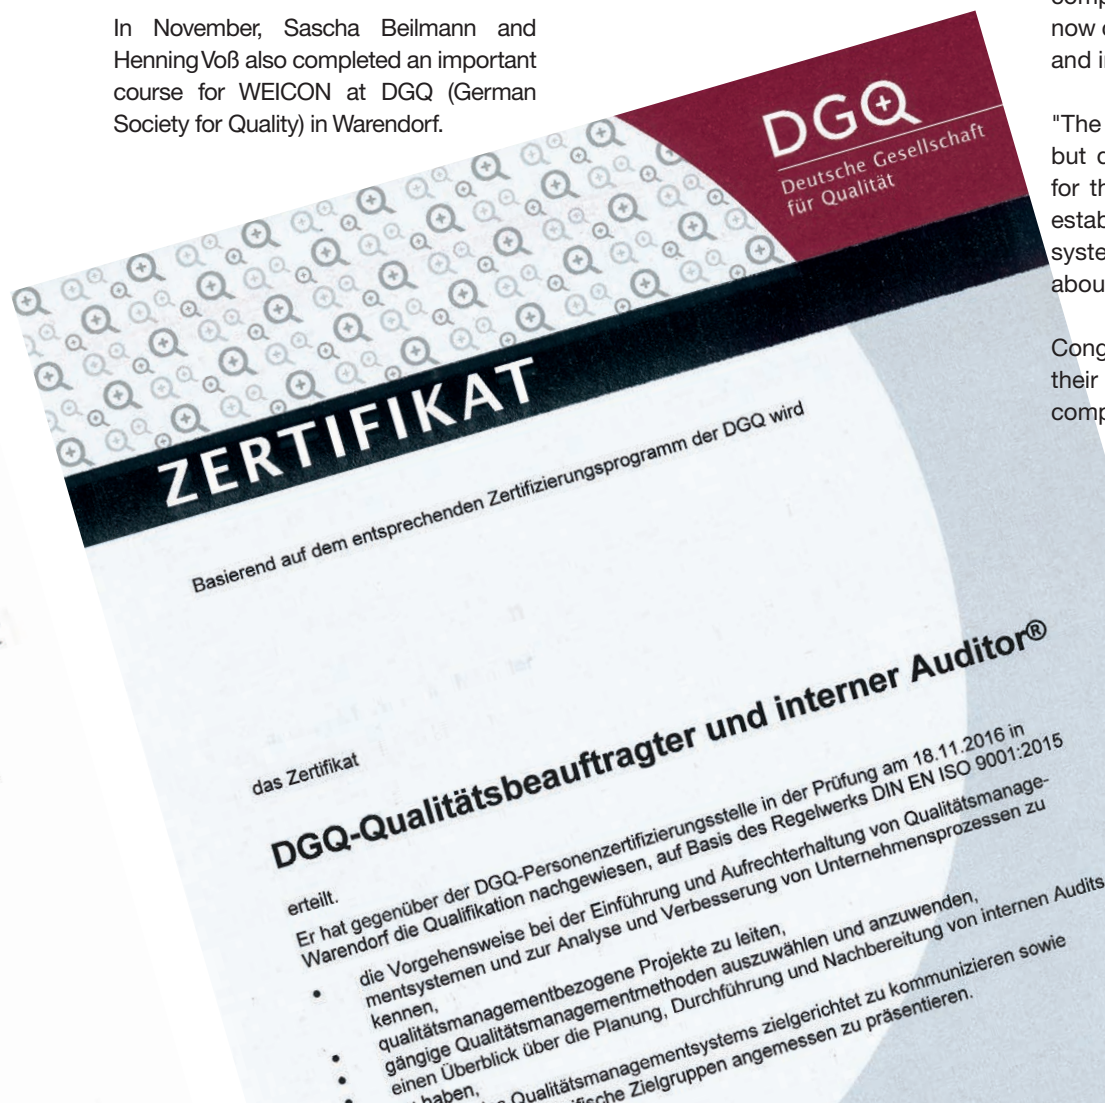 In November, Sascha Beilmann and
Henning Voß also completed an important
course for WEICON at DGQ (German
Society for Quality) in Warendorf.
now
and
"The
but
for
their
Cong
DGQ
Deutsche Gesellschaft
für Qualität
ZERTIFIKAT
Basierend auf dem entsprechenden Zertifizierungsprogramm der DGQ wird
das Zertifikat
DGQ-Qualitätsbeauftragter und interner Auditor®
erteilt.
Er hat gegenüber der DGQ-Personenzertifizierungsstelle in der Prüfung am 18.11.2016 in
Warendorf die Qualifikation nachgewiesen, auf Basis des Regelwerks DIN EN ISO 9001:2015
• die Vorgehensweise bei der Einführung und Aufrechterhaltung von Qualitätsmanage-
mentsystemen und zur Analyse und Verbesserung von Unternehmensprozessen zu
kennen,
• qualitätsmanagementbezogene Projekte zu leiten,
• gängige Qualitätsmanagementmethoden auszuwählen und anzuwenden,
• einen Überblick über die Planung, Durchführung und Nachbereitung von internen Audits
haben,
Qualitätsmanagementsystems zielgerichtet zu kommunizieren sowie
Zielgruppen angemessen zu präsentieren.